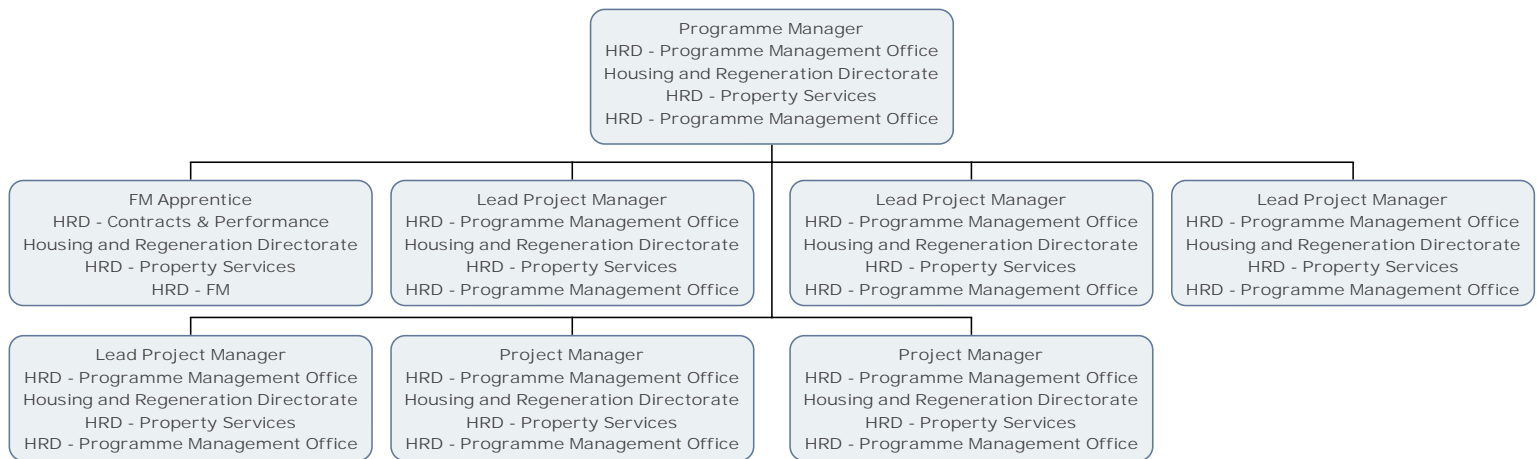 Programme Manager
HRD - Programme Management Office
Housing and Regeneration Directorate
HRD - Property Services
HRD - Programme Management Office
FM Apprentice
HRD - Contracts & Performance
Housing and Regeneration Directorate
HRD - Property Services
HRD - FM
Lead Project Manager
HRD - Programme Management Office
Housing and Regeneration Directorate
HRD - Property Services
HRD - Programme Management Office
Lead Project Manager
HRD - Programme Management Office
Housing and Regeneration Directorate
HRD - Property Services
HRD - Programme Management Office
Lead Project Manager
HRD - Programme Management Office
Housing and Regeneration Directorate
HRD - Property Services
HRD - Programme Management Office
Lead Project Manager
HRD - Programme Management Office
Housing and Regeneration Directorate
HRD - Property Services
HRD - Programme Management Office
Project Manager
HRD - Programme Management Office
Housing and Regeneration Directorate
HRD - Property Services
HRD - Programme Management Office
Project Manager
HRD - Programme Management Office
Housing and Regeneration Directorate
HRD - Property Services
HRD - Programme Management Office